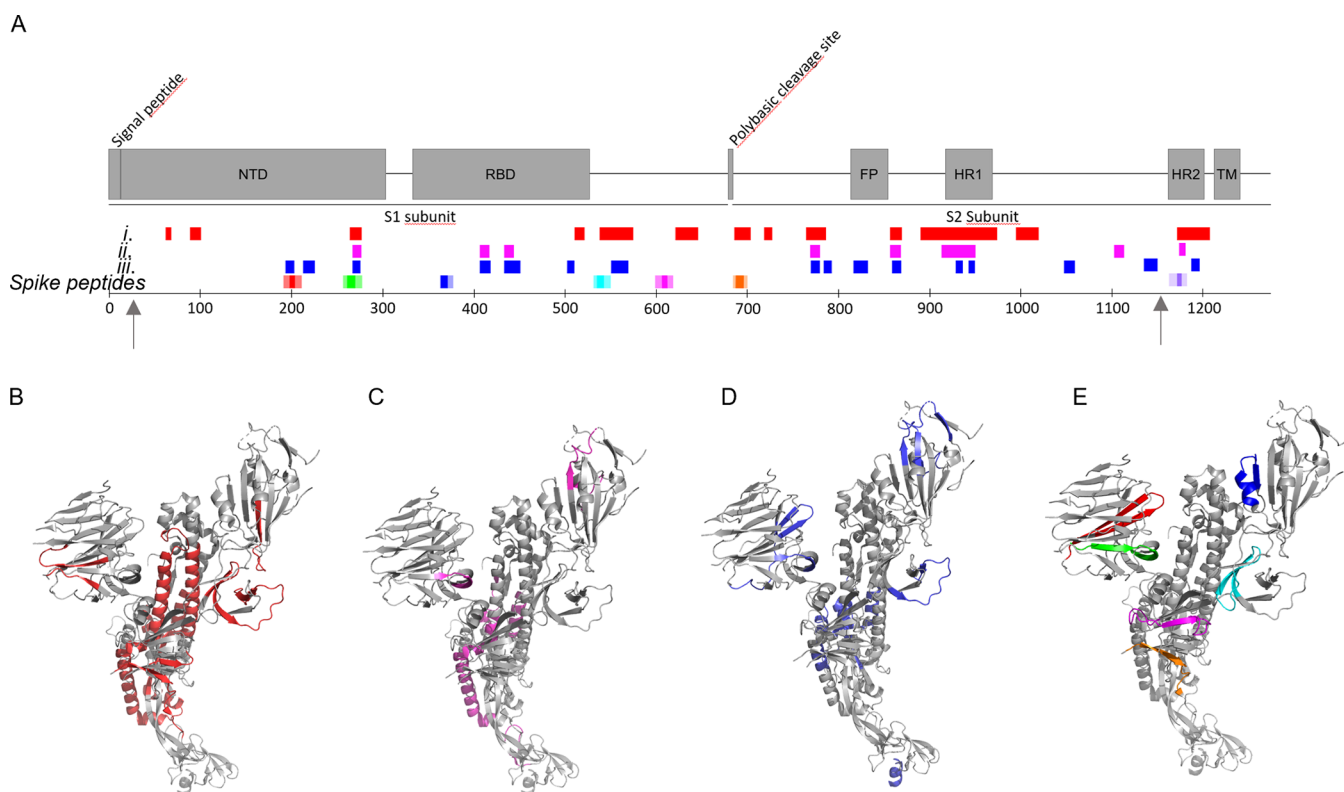 A
Signal peptide
Polybasic cleavage site
NTD
RBD
FP
HR1
HR2
TM
S1 subunit
S2 Subunit
i.
ii.
iii.
Spike peptides
0 100 200 300 400 500 600 700 800 900 1000 1100 1200
B
C
D
E